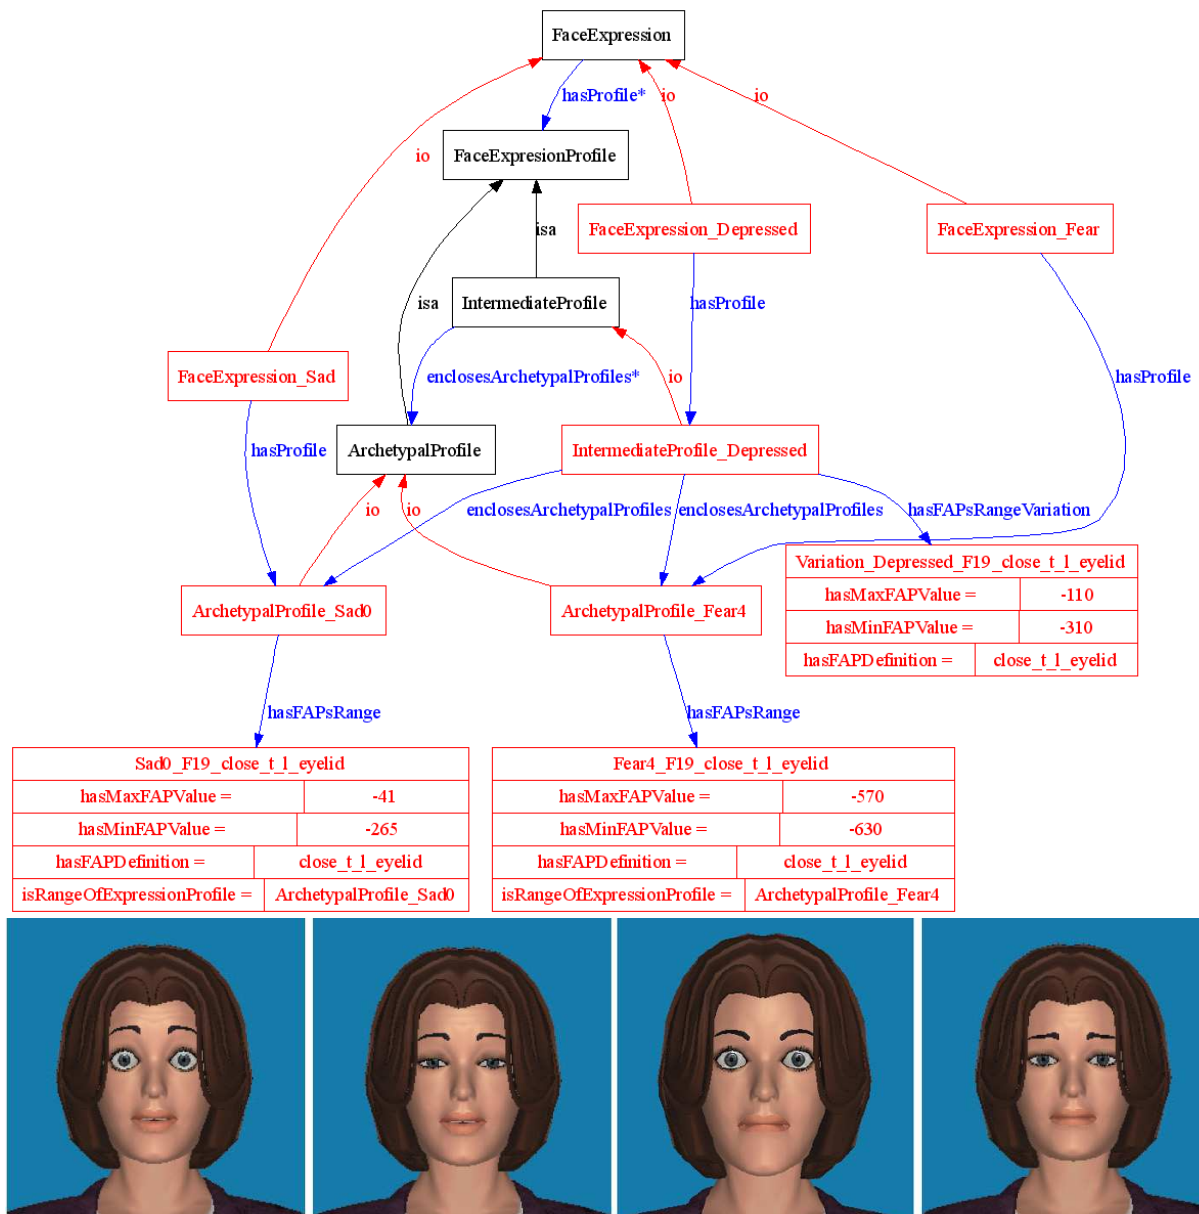 FaceExpression
hasProfile*
io
io
FaceExpresionProfile
io
FaceExpression_Depressed
FaceExpression_Fear
isa
isa
IntermediateProfile
hasProfile
FaceExpression_Sad
enclosesArchetypalProfiles*
io
hasProfile
hasProfile
ArchetypalProfile
IntermediateProfile_Depressed
io
io
enclosesArchetypalProfiles
enclosesArchetypalProfiles
hasFAPsRangeVariation
ArchetypalProfile_Sad0
ArchetypalProfile_Fear4
Variation_Depressed_F19_close_t_l_eyelid
hasMaxFAPValue = -110
hasMinFAPValue = -310
hasFAPDefinition = close_t_l_eyelid
hasFAPsRange
hasFAPsRange
Sad0_F19_close_t_l_eyelid
hasMaxFAPValue = -41
hasMinFAPValue = -265
hasFAPDefinition = close_t_l_eyelid
isRangeOfExpressionProfile = ArchetypalProfile_Sad0
Fear4_F19_close_t_l_eyelid
hasMaxFAPValue = -570
hasMinFAPValue = -630
hasFAPDefinition = close_t_l_eyelid
isRangeOfExpressionProfile = ArchetypalProfile_Fear4